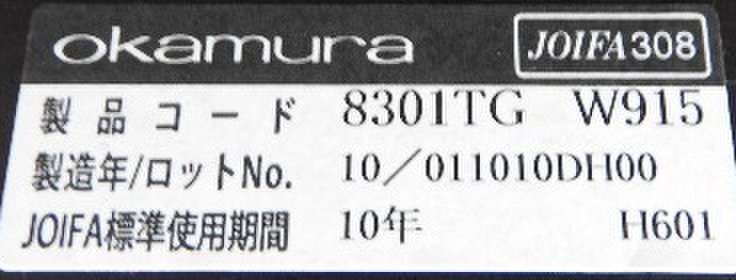 okamura JOIFA308
製品コード 8301TG W915
製造年/ロットNo. 10/011010DH00
JOIFA標準使用期間 10年 H601